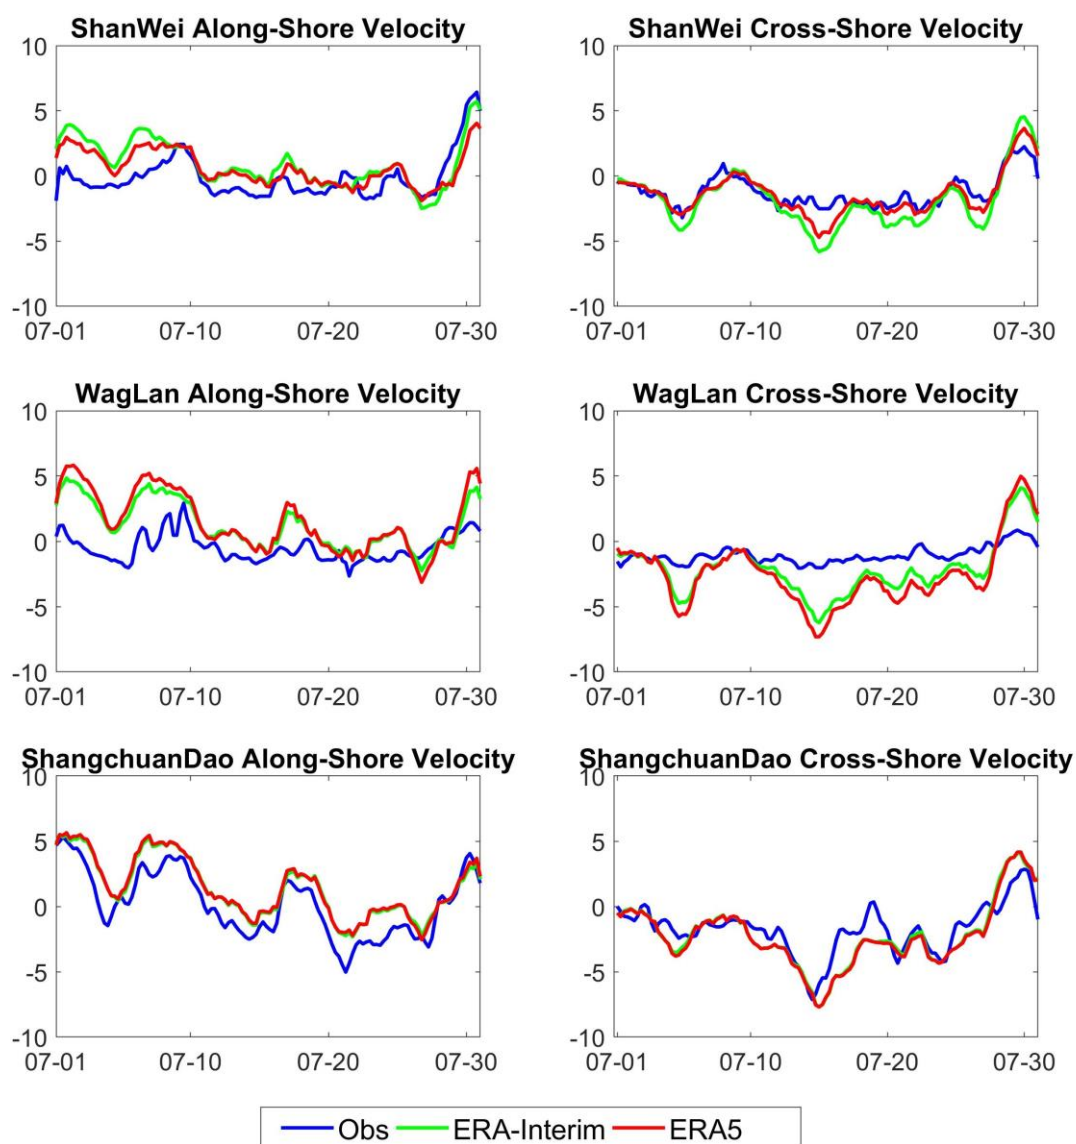 ShanWei Along-Shore Velocity
10
5
0
-5
-10
07-01 07-10 07-20 07-30
ShanWei Cross-Shore Velocity
10
5
0
-5
-10
07-01 07-10 07-20 07-30
WagLan Along-Shore Velocity
10
5
0
-5
-10
07-01 07-10 07-20 07-30
WagLan Cross-Shore Velocity
10
5
0
-5
-10
07-01 07-10 07-20 07-30
ShangchuanDao Along-Shore Velocity
10
5
0
-5
-10
07-01 07-10 07-20 07-30
ShangchuanDao Cross-Shore Velocity
10
5
0
-5
-10
07-01 07-10 07-20 07-30
Obs ERA-Interim ERA5